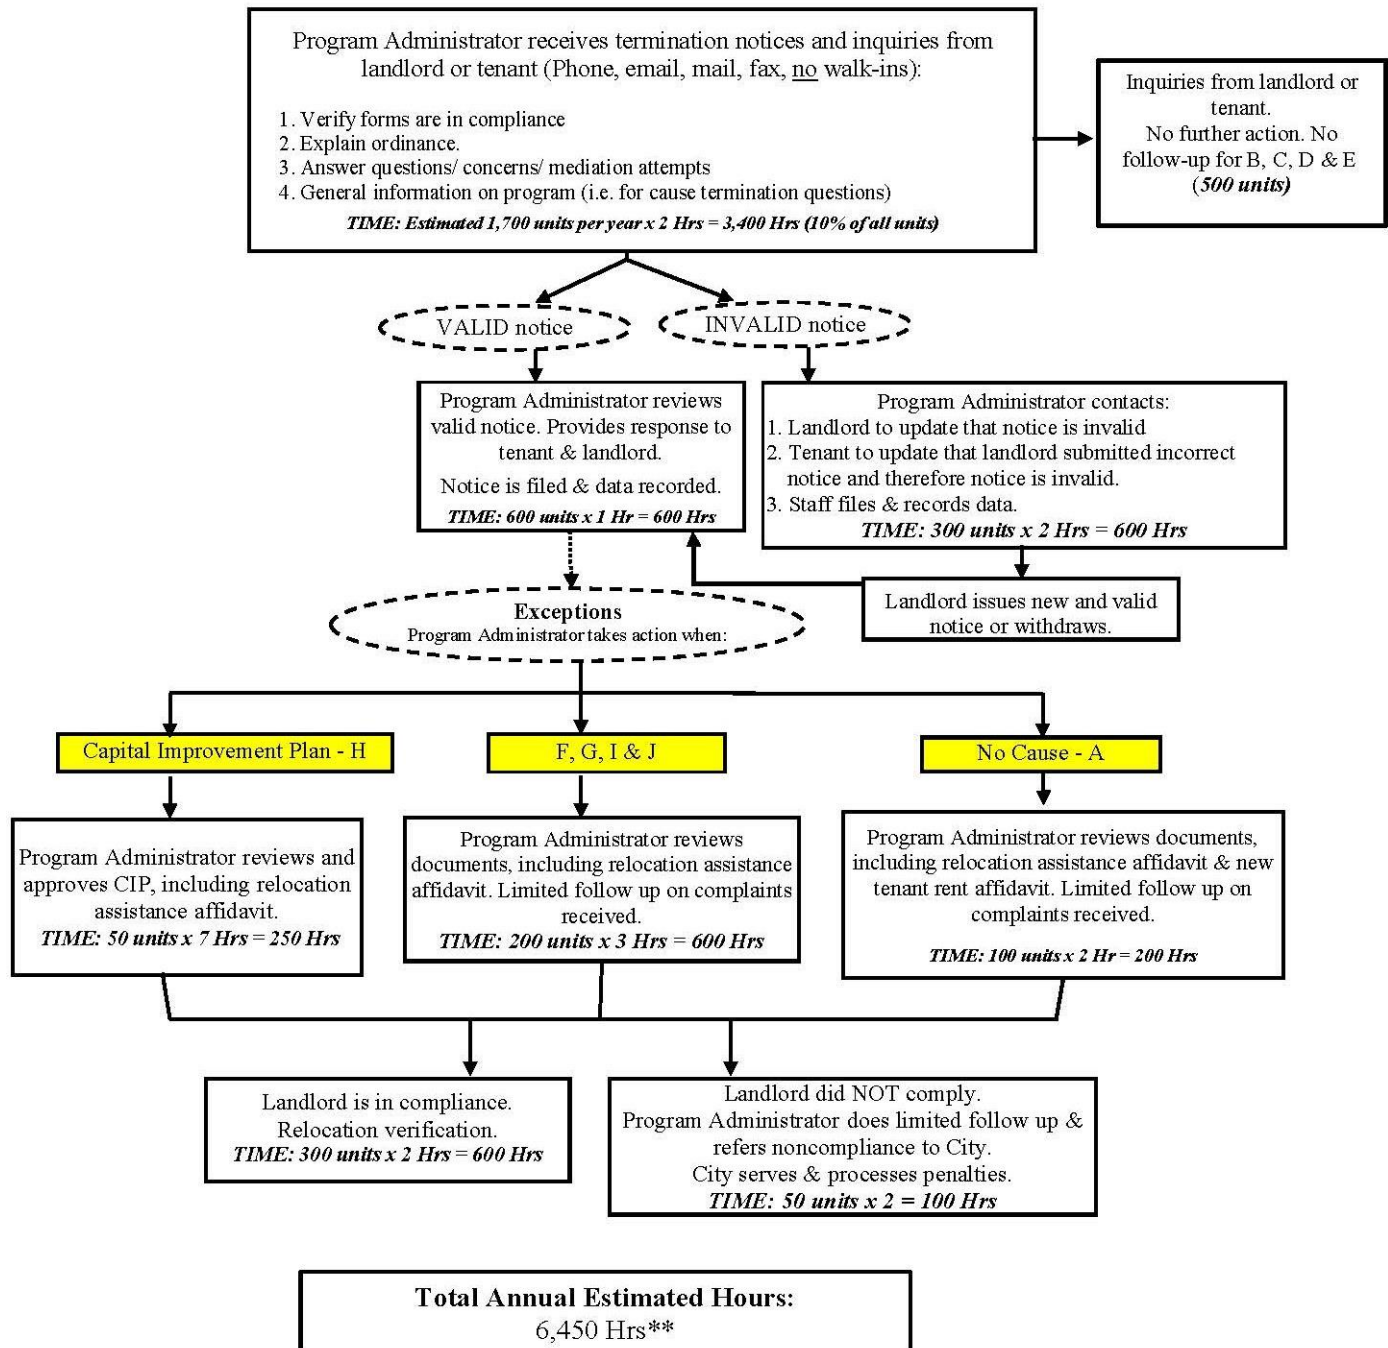 Program Administrator receives termination notices and inquiries from
landlord or tenant (Phone, email, mail, fax, no walk-ins):
1. Verify forms are in compliance
2. Explain ordinance.
3. Answer questions/ concerns/ mediation attempts
4. General information on program (i.e. for cause termination questions)
TIME: Estimated 1,700 units per year x 2 Hrs = 3,400 Hrs (10% of all units)
Inquiries from landlord or
tenant.
No further action. No
follow-up for B, C, D & E
(500 units)
VALID notice
INVALID notice
Program Administrator reviews
valid notice. Provides response to
tenant & landlord.
Notice is filed & data recorded.
TIME: 600 units x 1 Hr = 600 Hrs
Program Administrator contacts:
1. Landlord to update that notice is invalid
2. Tenant to update that landlord submitted incorrect
notice and therefore notice is invalid.
3. Staff files & records data.
TIME: 300 units x 2 Hrs = 600 Hrs
Landlord issues new and valid
notice or withdraws.
Exceptions
Program Administrator takes action when:
Capital Improvement Plan - H
F, G, I & J
No Cause - A
Program Administrator reviews and
approves CIP, including relocation
assistance affidavit.
TIME: 50 units x 7 Hrs = 250 Hrs
Program Administrator reviews
documents, including relocation assistance
affidavit. Limited follow up on complaints
received.
TIME: 200 units x 3 Hrs = 600 Hrs
Program Administrator reviews documents,
including relocation assistance affidavit & new
tenant rent affidavit. Limited follow up on
complaints received.
TIME: 100 units x 2 Hr = 200 Hrs
Landlord is in compliance.
Relocation verification.
TIME: 300 units x 2 Hrs = 600 Hrs
Landlord did NOT comply.
Program Administrator does limited follow up &
refers noncompliance to City.
City serves & processes penalties.
TIME: 50 units x 2 = 100 Hrs
Total Annual Estimated Hours:
6,450 Hrs**